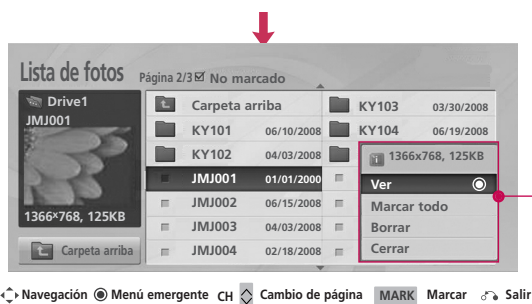 Lista de fotos Página 2/3 No marcado
Drive1
JMJ001
1366×768, 125KB
Carpeta arriba
Carpeta arriba
KY101 06/10/2008
KY102 04/03/2008
JMJ001 01/01/2000
JMJ002 06/15/2008
JMJ003 04/03/2008
JMJ004 02/18/2008
KY103 03/30/2008
KY104 06/19/2008
1366x768, 125KB
Ver
Marcar todo
Borrar
Cerrar
Navegación Menú emergente CH Cambio de página MARK Marcar Salir